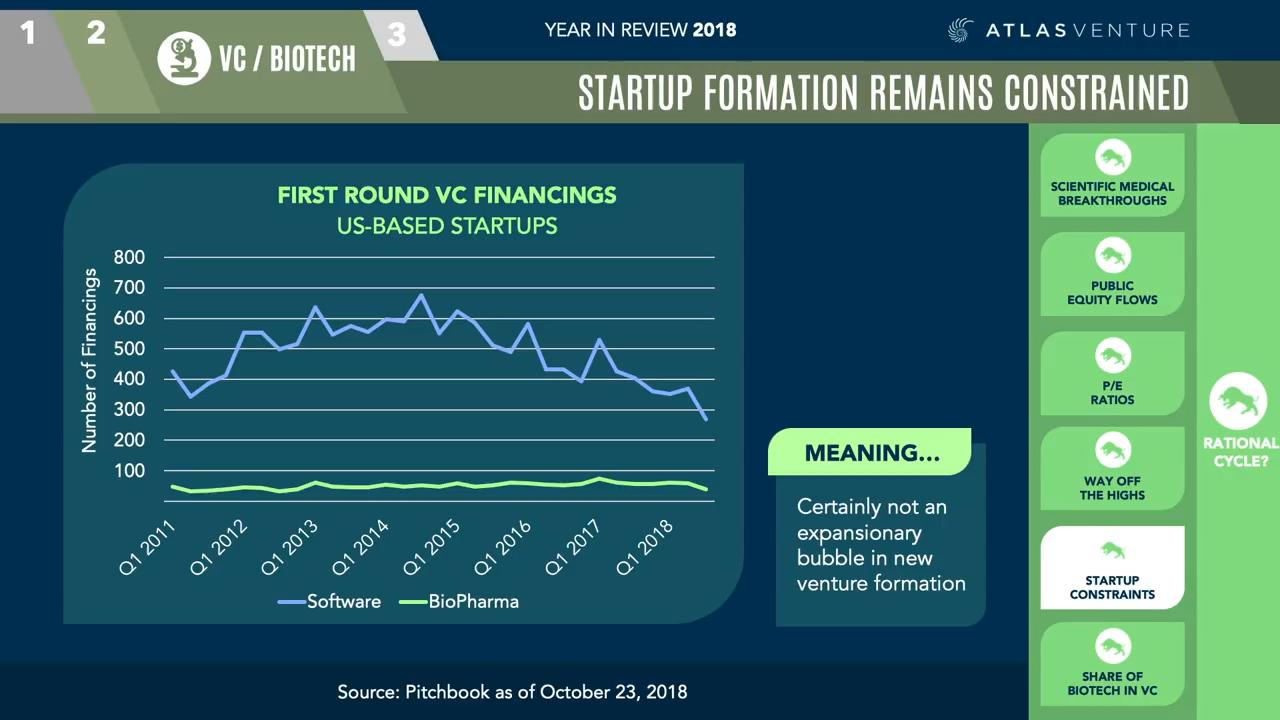 1
2
VC / BIOTECH
3
YEAR IN REVIEW 2018
ATLAS VENTURE
STARTUP FORMATION REMAINS CONSTRAINED
FIRST ROUND VC FINANCINGS
US-BASED STARTUPS
Number of Financings
800
700
600
500
400
300
200
100
Q1 2011
Q1 2012
Q1 2013
Q1 2014
Q1 2015
Q1 2016
Q1 2017
Q1 2018
Software
BioPharma
MEANING…
Certainly not an
expansionary
bubble in new
venture formation
SCIENTIFIC MEDICAL
BREAKTHROUGHS
PUBLIC
EQUITY FLOWS
P/E
RATIOS
WAY OFF
THE HIGHS
STARTUP
CONSTRAINTS
SHARE OF
BIOTECH IN VC
RATIONAL
CYCLE?
Source: Pitchbook as of October 23, 2018